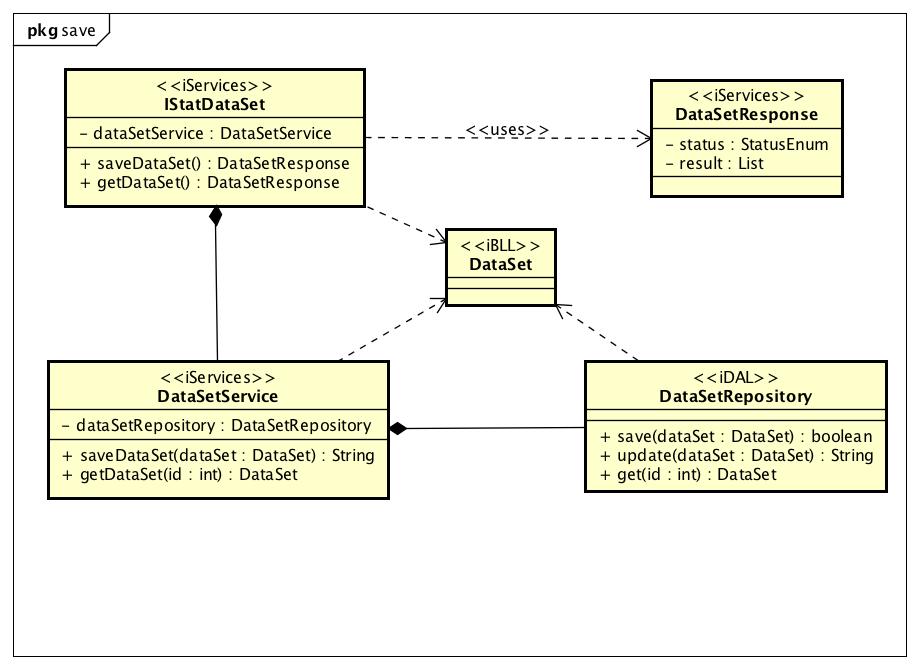 pkg save
<<iServices>>
IStatDataSet
- dataSetService : DataSetService
+ saveDataSet() : DataSetResponse
+ getDataSet() : DataSetResponse
<<uses>>
<<iServices>>
DataSetResponse
- status : StatusEnum
- result : List
<<iBLL>>
DataSet
<<iServices>>
DataSetService
- dataSetRepository : DataSetRepository
+ saveDataSet(dataSet : DataSet) : String
+ getDataSet(id : int) : DataSet
<<iDAL>>
DataSetRepository
+ save(dataSet : DataSet) : boolean
+ update(dataSet : DataSet) : String
+ get(id : int) : DataSet